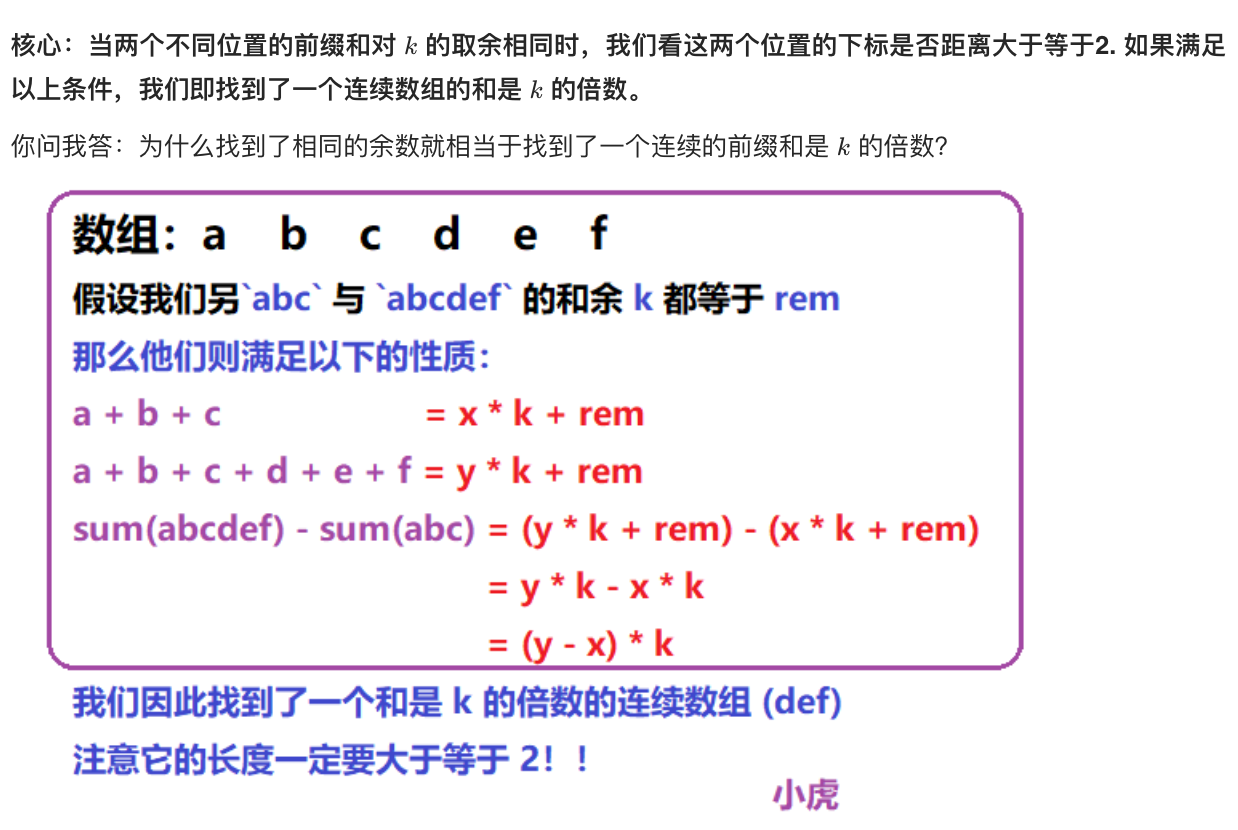 核心：当两个不同位置的前缀和对 k 的取余相同时，我们看这两个位置的下标是否距离大于等于2. 如果满足
以上条件，我们即找到了一个连续数组的和是 k 的倍数。
你问我答：为什么找到了相同的余数就相当于找到了一个连续的前缀和是 k 的倍数？
数组：a b c d e f
假设我们另`abc` 与 `abcdef` 的和余 k 都等于 rem
那么他们则满足以下的性质：
a + b + c = x * k + rem
a + b + c + d + e + f = y * k + rem
sum(abcdef) - sum(abc) = (y * k + rem) - (x * k + rem)
= y * k - x * k
= (y - x) * k
我们因此找到了一个和是 k 的倍数的连续数组 (def)
注意它的长度一定要大于等于 2！！
小虎